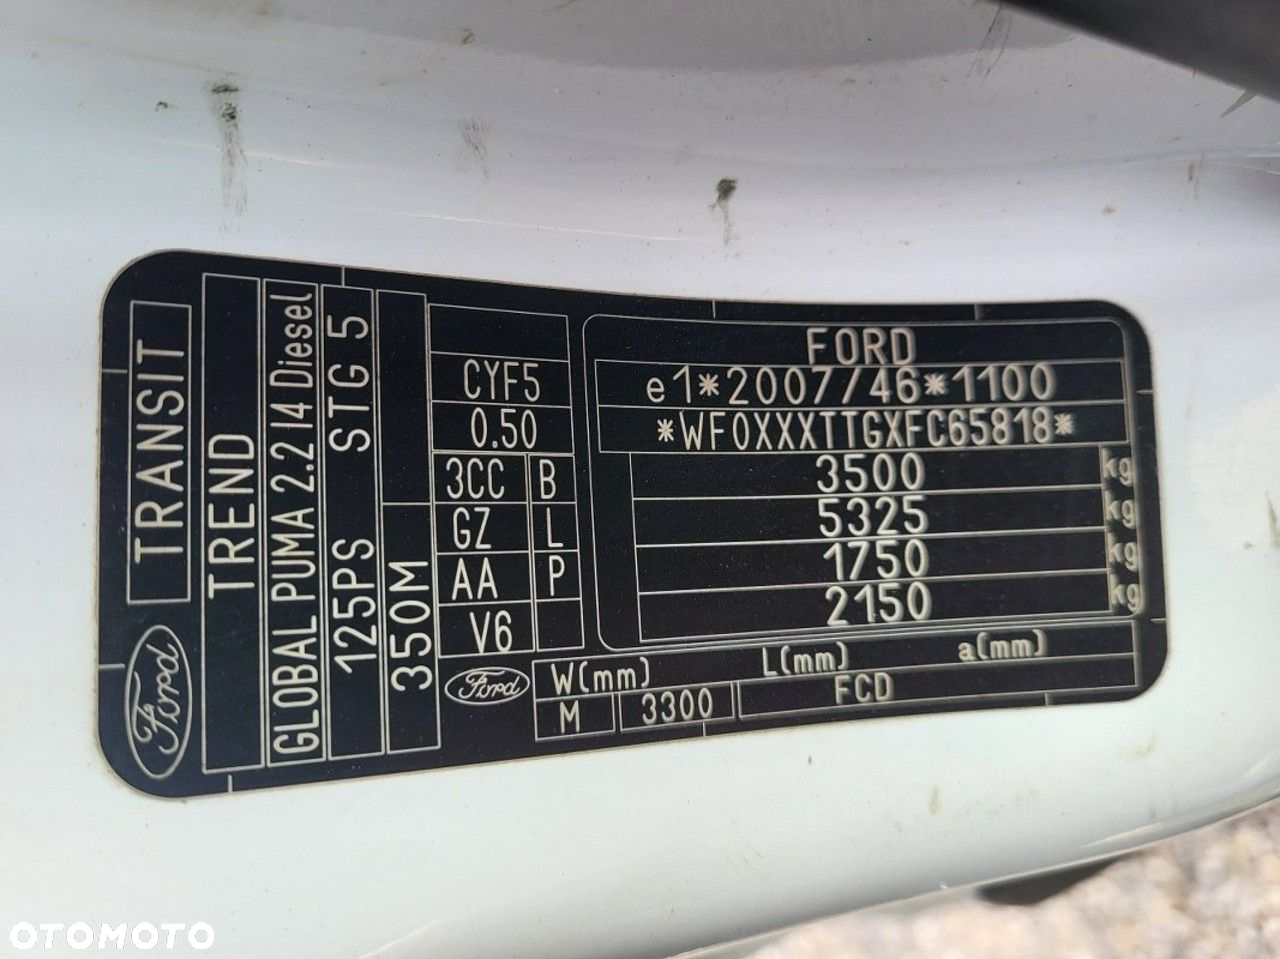 FORD
e1*2007/46*1100
*WF0XXXTTGXFC65818*
3500 kg
5325 kg
1750 kg
2150 kg
W(mm) L(mm) a(mm)
M 3300 FCD
CYF5
0.50
3CC B
GZ L
AA P
V6
Ford
TRANSIT
TREND
GLOBAL PUMA 2.2 I4 Diesel
125PS STG 5
350M
Ford
OTOMOTO